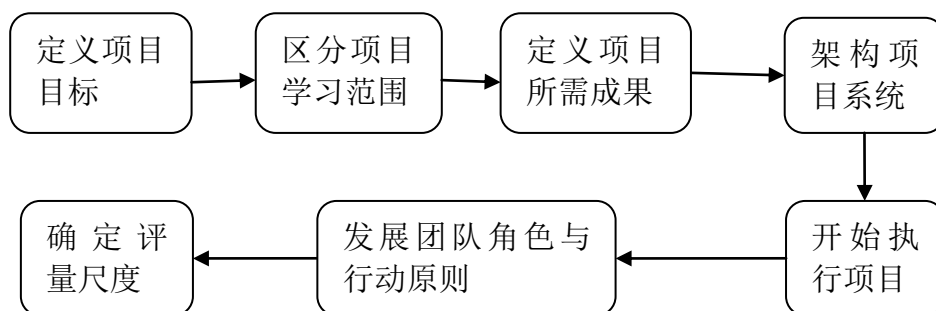 定义项目
目标
区分项目
学习范围
定义项目
所需成果
架构项
目系统
开始执
行项目
发展团队角色与
行动原则
确定评
量尺度